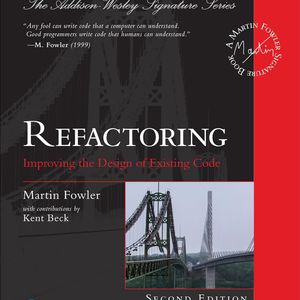 The Addison-Wesley Signature Series
"Any fool can write code that a computer can understand.
Good programmers write code that humans can understand."
—M. Fowler (1999)
A MARTIN FOWLER SIGNATURE BOOK
Martin
REFACTORING
Improving the Design of Existing Code
Martin Fowler
with contributions by
Kent Beck
SECOND EDITION